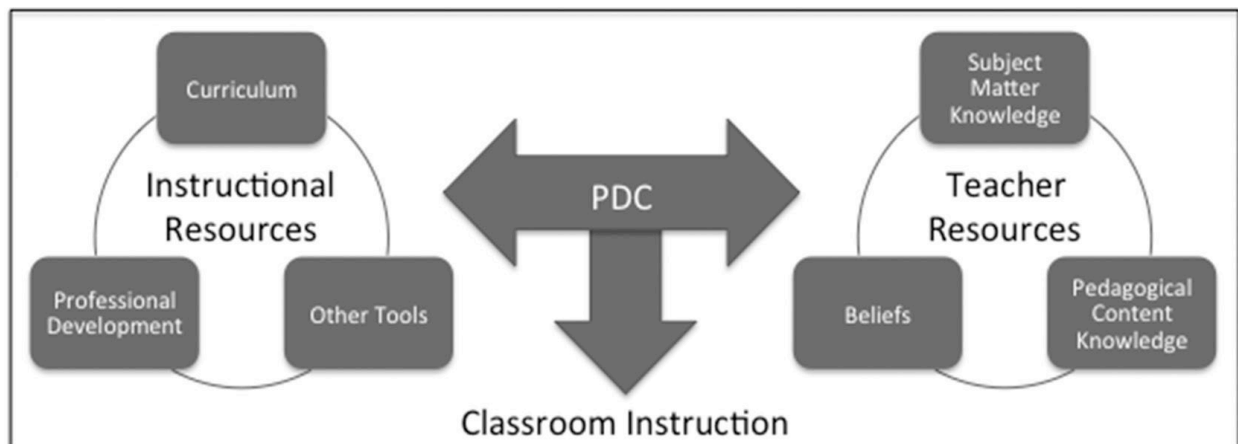 Curriculum
Instructional
Resources
Professional
Development
Other Tools
PDC
Classroom Instruction
Subject
Matter
Knowledge
Teacher
Resources
Beliefs
Pedagogical
Content
Knowledge